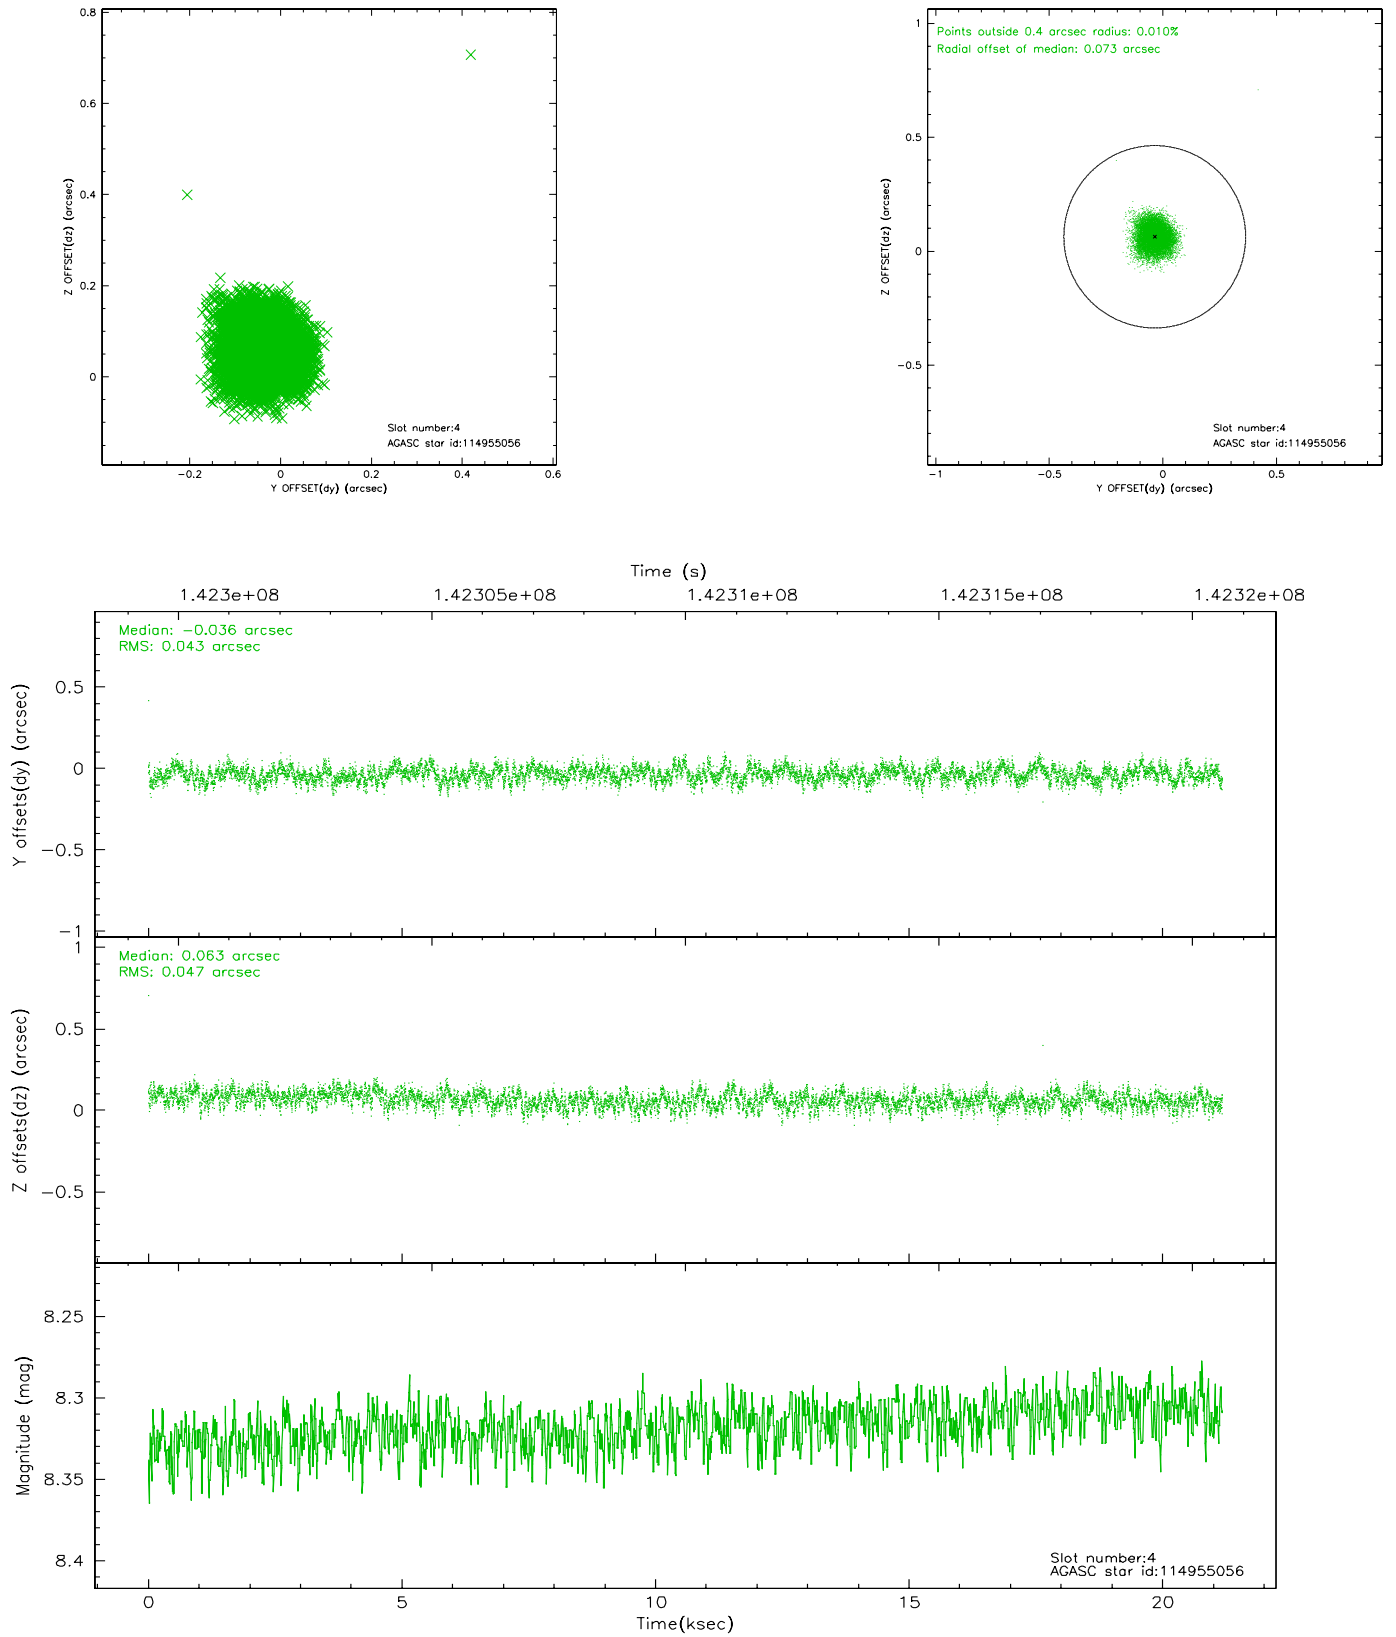 0.8
0.6
0.4
0.2
0
Z OFFSET(dz) (arcsec)
−0.2
0
0.2
0.4
0.6
Y OFFSET(dy) (arcsec)
Slot number:4
AGASC star id:114955056
Points outside 0.4 arcsec radius: 0.010%
Radial offset of median: 0.073 arcsec
1
0.5
0
−0.5
Z OFFSET(dz) (arcsec)
−1
−0.5
0
0.5
Y OFFSET(dy) (arcsec)
Slot number:4
AGASC star id:114955056
Time (s)
1.423e+08
1.42305e+08
1.4231e+08
1.42315e+08
1.4232e+08
Median: −0.036 arcsec
RMS: 0.043 arcsec
0.5
0
−0.5
−1
Y offsets(dy) (arcsec)
Median: 0.063 arcsec
RMS: 0.047 arcsec
1
0.5
0
−0.5
Z offsets(dz) (arcsec)
8.25
8.3
8.35
8.4
Magnitude (mag)
Slot number:4
AGASC star id:114955056
0
5
10
15
20
Time(ksec)